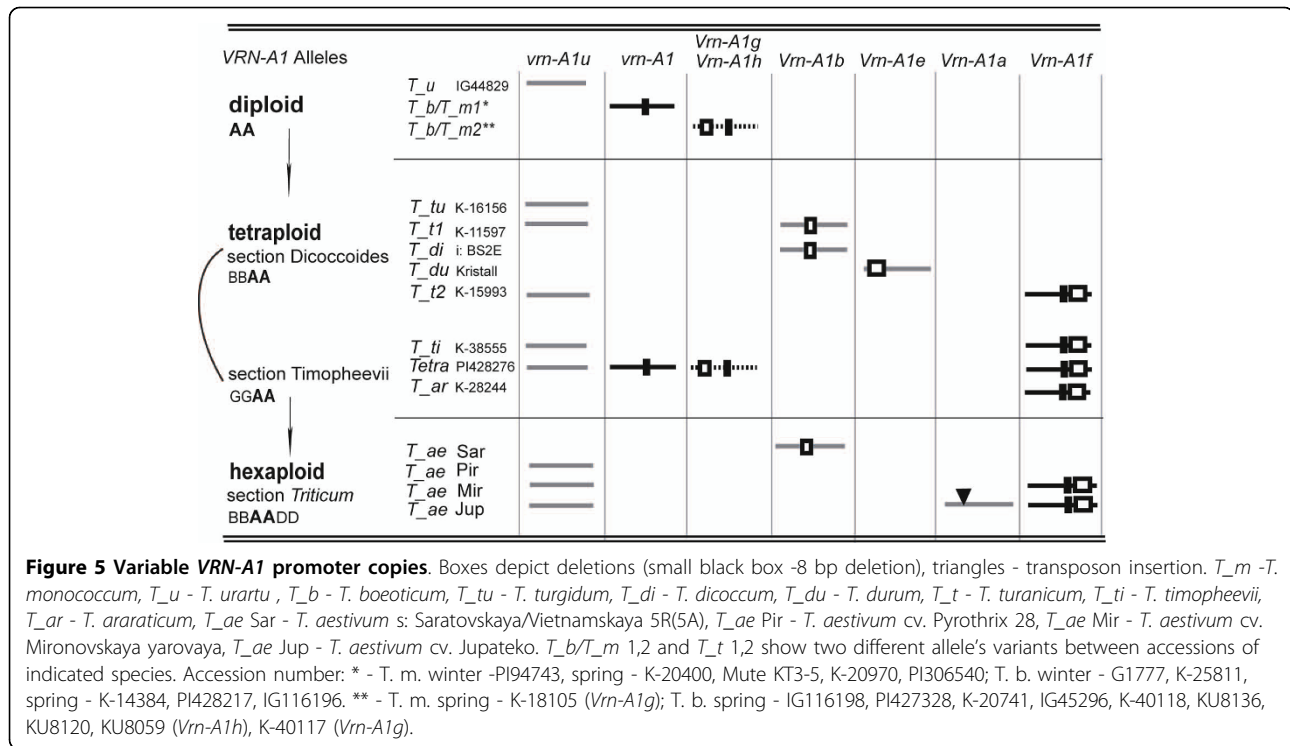 VRN-A1 Alleles
vrn-A1u
vrn-A1
Vrn-A1g
Vrn-A1h
Vrn-A1b
Vrn-A1e
Vrn-A1a
Vrn-A1f
diploid
AA
T_u IG44829
T_b/T_m1*
T_b/T_m2**
tetraploid
section Dicoccoides
BBAA
T_tu K-16156
T_t1 K-11597
T_di i: BS2E
T_du Kristall
T_t2 K-15993
section Timopheevii
GGAA
T_ti K-38555
Tetra PI428276
T_ar K-28244
hexaploid
section Triticum
BBAADD
T_ae Sar
T_ae Pir
T_ae Mir
T_ae Jup
Figure 5 Variable VRN-A1 promoter copies. Boxes depict deletions (small black box -8 bp deletion), triangles - transposon insertion. T_m -T.
monococcum, T_u - T. urartu , T_b - T. boeoticum, T_tu - T. turgidum, T_di - T. dicoccum, T_du - T. durum, T_t - T. turanicum, T_ti - T. timopheevii,
T_ar - T. araraticum, T_ae Sar - T. aestivum s: Saratovskaya/Vietnamskaya 5R(5A), T_ae Pir - T. aestivum cv. Pyrothrix 28, T_ae Mir - T. aestivum cv.
Mironovskaya yarovaya, T_ae Jup - T. aestivum cv. Jupateko. T_b/T_m 1,2 and T_t 1,2 show two different allele's variants between accessions of
indicated species. Accession number: * - T. m. winter -PI94743, spring - K-20400, Mute KT3-5, K-20970, PI306540; T. b. winter - G1777, K-25811,
spring - K-14384, PI428217, IG116196. ** - T. m. spring - K-18105 (Vrn-A1g); T. b. spring - IG116198, PI427328, K-20741, IG45296, K-40118, KU8136,
KU8120, KU8059 (Vrn-A1h), K-40117 (Vrn-A1g).